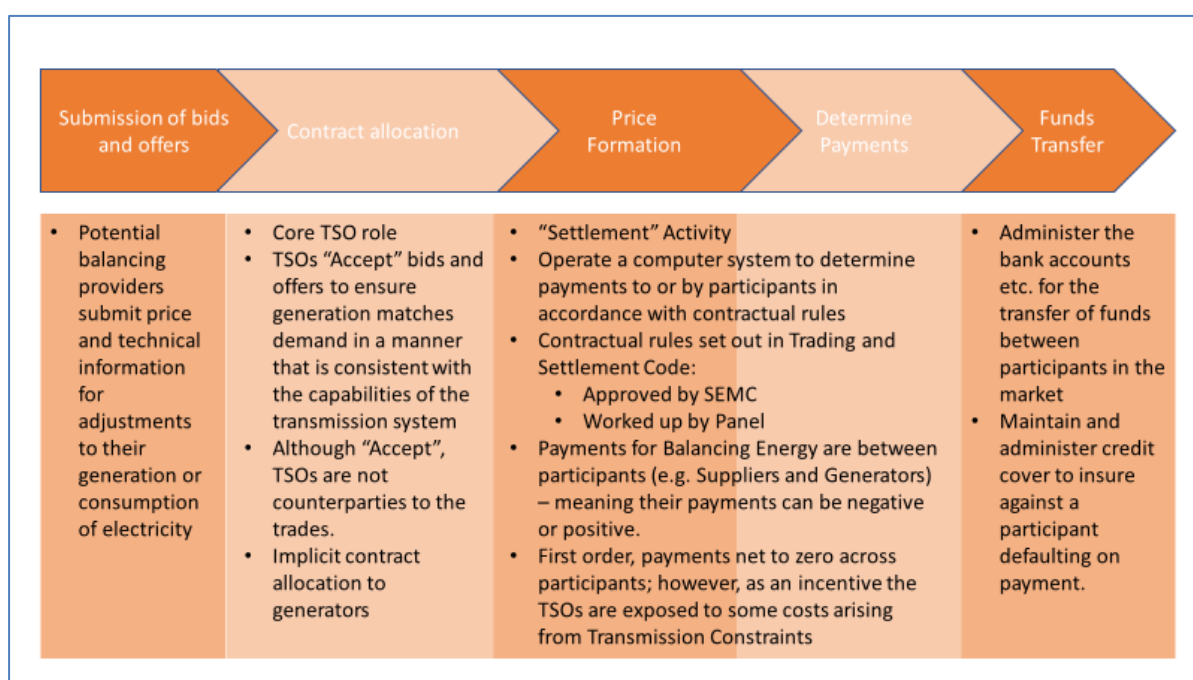 Submission of bids
and offers
Contract allocation
Price
Formation
Determine
Payments
Funds
Transfer
• Potential
balancing
providers
submit price
and technical
information
for
adjustments
to their
generation or
consumption
of electricity
• Core TSO role
• TSOs “Accept” bids and
offers to ensure
generation matches
demand in a manner
that is consistent with
the capabilities of the
transmission system
• Although “Accept”,
TSOs are not
counterparties to the
trades.
• Implicit contract
allocation to
generators
• “Settlement” Activity
• Operate a computer system to determine
payments to or by participants in
accordance with contractual rules
• Contractual rules set out in Trading and
Settlement Code:
• Approved by SEMC
• Worked up by Panel
• Payments for Balancing Energy are between
participants (e.g. Suppliers and Generators)
– meaning their payments can be negative
or positive.
• First order, payments net to zero across
participants; however, as an incentive the
TSOs are exposed to some costs arising
from Transmission Constraints
• Administer the
bank accounts
etc. for the
transfer of funds
between
participants in the
market
• Maintain and
administer credit
cover to insure
against a
participant
defaulting on
payment.